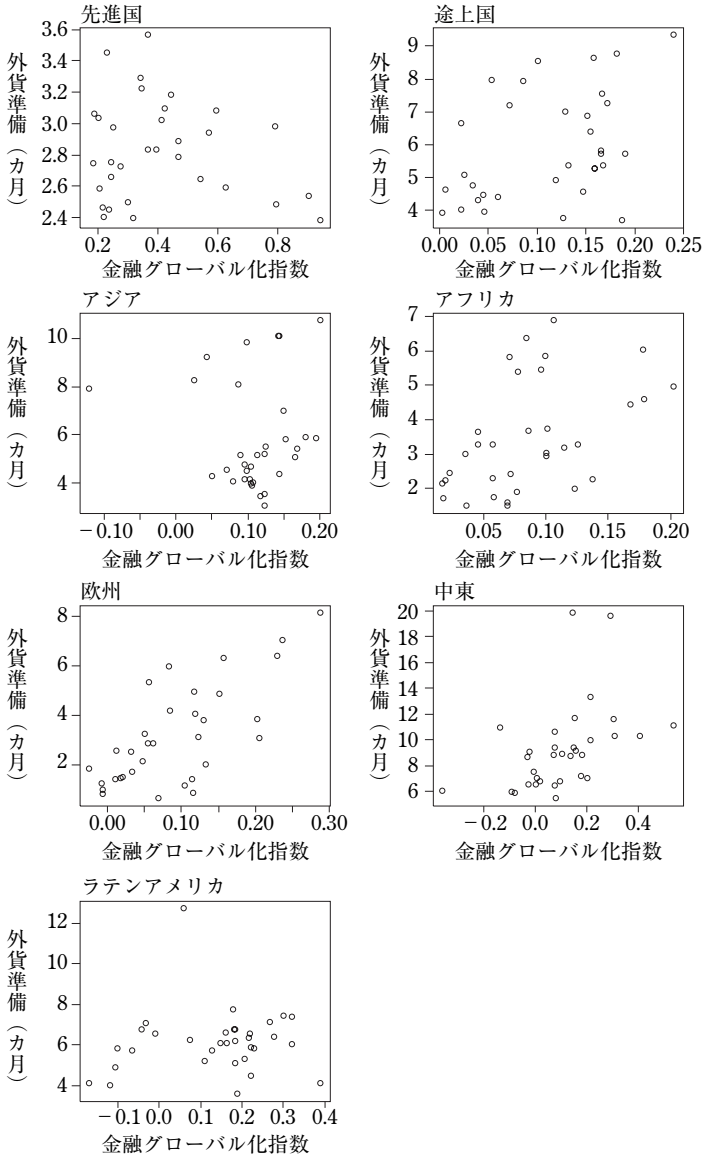 先進国
外貨準備（カ月）
3.6
3.4
3.2
3.0
2.8
2.6
2.4
0.2 0.4 0.6 0.8
金融グローバル化指数
途上国
外貨準備（カ月）
9
8
7
6
5
4
0.00 0.05 0.10 0.15 0.20 0.25
金融グローバル化指数
アジア
外貨準備（カ月）
10
8
6
4
−0.10 0.00 0.10 0.20
金融グローバル化指数
アフリカ
外貨準備（カ月）
7
6
5
4
3
2
0.05 0.10 0.15 0.20
金融グローバル化指数
欧州
外貨準備（カ月）
8
6
4
2
0.00 0.10 0.20 0.30
金融グローバル化指数
中東
外貨準備（カ月）
20
18
16
14
12
10
8
6
−0.2 0.0 0.2 0.4
金融グローバル化指数
ラテンアメリカ
外貨準備（カ月）
12
8
6
4
−0.1 0.0 0.1 0.2 0.3 0.4
金融グローバル化指数